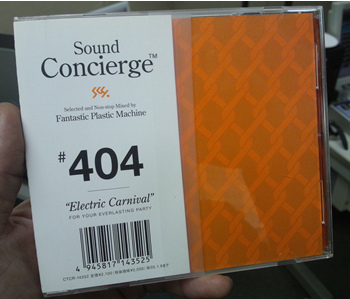 Sound
Concierge™
Selected and Non-stop Mixed by
Fantastic Plastic Machine
#404
"Electric Carnival"
FOR YOUR EVERLASTING PARTY
4 945817 143525